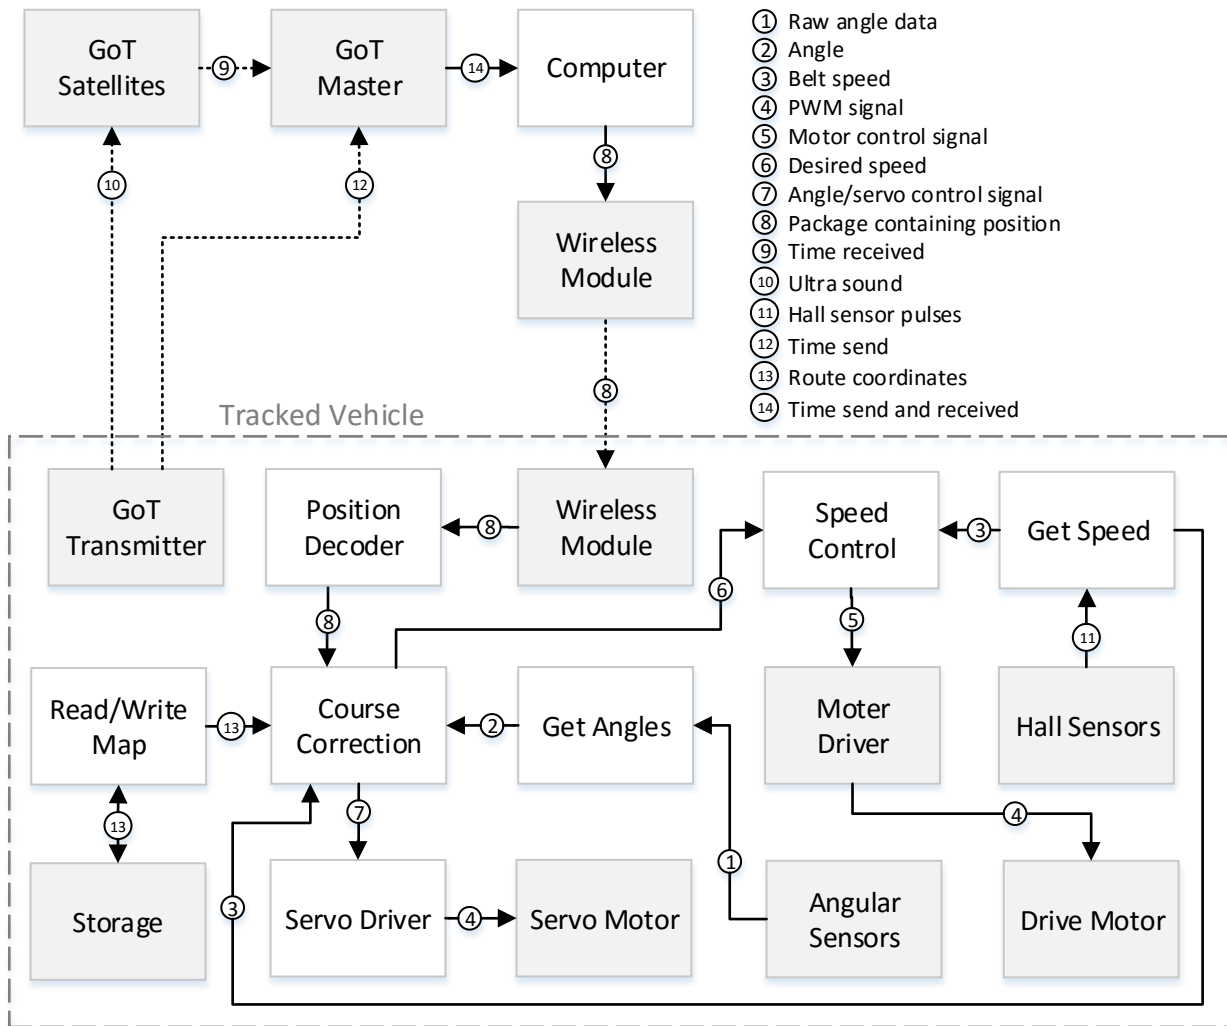 GoT
Satellites
9
GoT
Master
14
Computer
1 Raw angle data
2 Angle
3 Belt speed
4 PWM signal
5 Motor control signal
6 Desired speed
7 Angle/servo control signal
8 Package containing position
9 Time received
10 Ultra sound
11 Hall sensor pulses
12 Time send
13 Route coordinates
14 Time send and received
10
12
8
Wireless
Module
8
Tracked Vehicle
GoT
Transmitter
Position
Decoder
8
Wireless
Module
Speed
Control
3
Get Speed
8
6
5
11
Read/Write
Map
13
Course
Correction
2
Get Angles
Moter
Driver
Hall Sensors
13
7
4
1
3
Storage
Servo Driver
4
Servo Motor
Angular
Sensors
Drive Motor